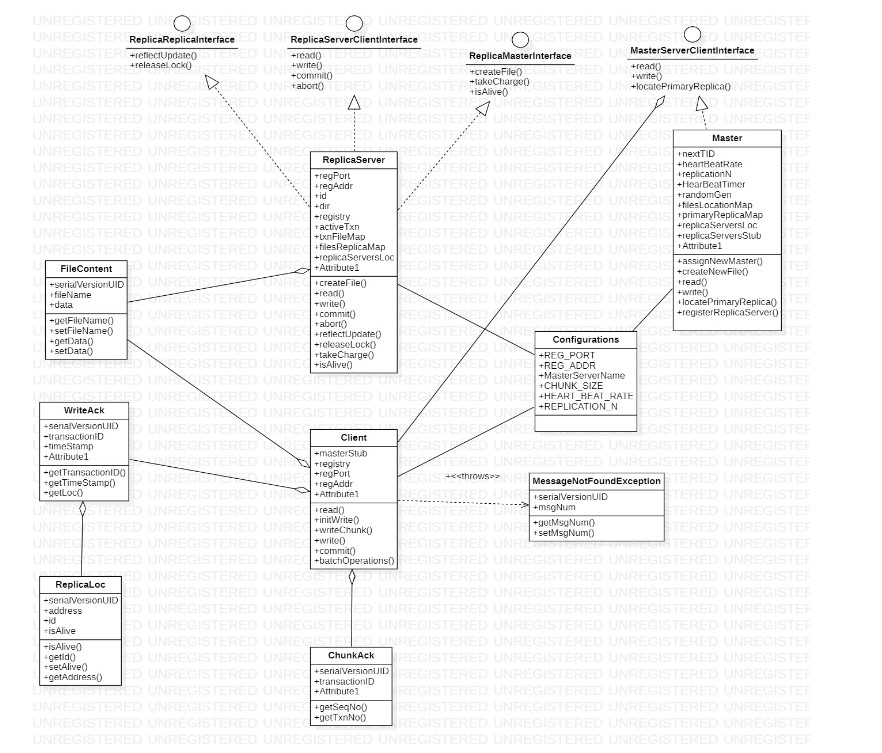 ReplicaReplicaInterface
+reflectUpdate()
+releaseLock()
ReplicaServerClientInterface
+read()
+write()
+commit()
+abort()
ReplicaMasterInterface
+createFile()
+takeCharge()
+isAlive()
MasterServerClientInterface
+read()
+write()
+locatePrimaryReplica()
ReplicaServer
+regPort
+regAddr
+id
+dir
+registry
+activeTxn
+txnFileMap
+filesReplicaMap
+replicaServersLoc
+Attribute1
+createFile()
+read()
+write()
+commit()
+abort()
+reflectUpdate()
+releaseLock()
+takeCharge()
+isAlive()
Master
+nextTID
+heartBeatRate
+replicationN
+HearBeatTimer
+randomGen
+filesLocationMap
+primaryReplicaMap
+replicaServersLoc
+replicaServersStub
+Attribute1
+assignNewMaster()
+createNewFile()
+read()
+write()
+locatePrimaryReplica()
+registerReplicaServer()
FileContent
+serialVersionUID
+fileName
+data
+getFileName()
+setFileName()
+getData()
+setData()
Configurations
+REG_PORT
+REG_ADDR
+MasterServerName
+CHUNK_SIZE
+HEART_BEAT_RATE
+REPLICATION_N
WriteAck
+serialVersionUID
+transactionID
+timeStamp
+Attribute1
+getTransactionID()
+getTimeStamp()
+getLoc()
Client
+masterStub
+registry
+regPort
+regAddr
+Attribute1
+read()
+initWrite()
+writeChunk()
+write()
+commit()
+batchOperations()
+<<throws>>
MessageNotFoundException
+serialVersionUID
+msgNum
+getMsgNum()
+setMsgNum()
ReplicaLoc
+serialVersionUID
+address
+id
+isAlive
+isAlive()
+getId()
+setAlive()
+getAddress()
ChunkAck
+serialVersionUID
+transactionID
+Attribute1
+getSeqNo()
+getTxnNo()
UNREGISTERED